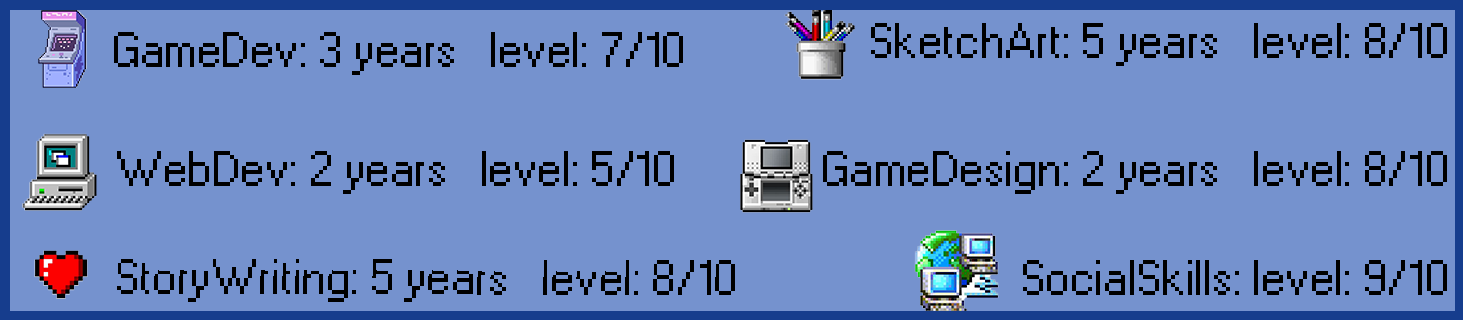 GameDev: 3 years level: 7/10
SketchArt: 5 years level: 8/10
WebDev: 2 years level: 5/10
GameDesign: 2 years level: 8/10
StoryWriting: 5 years level: 8/10
SocialSkills: level: 9/10